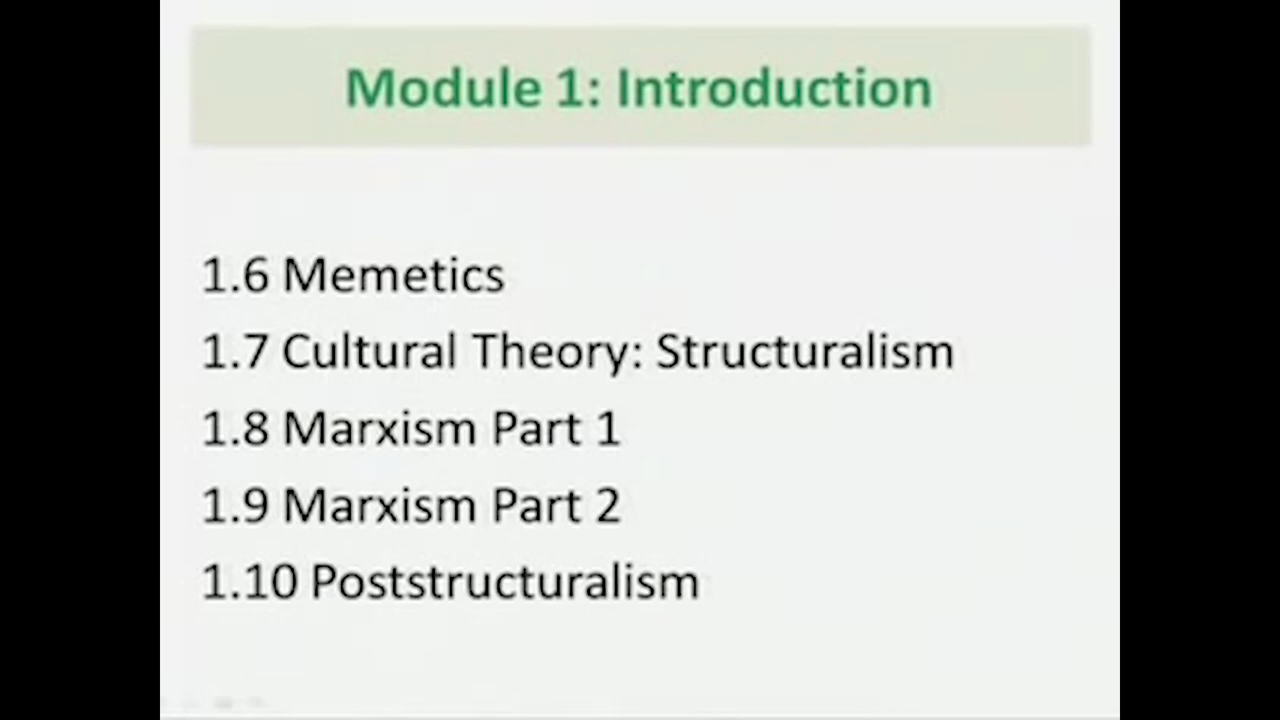 Module 1: Introduction
1.6 Memetics
1.7 Cultural Theory: Structuralism
1.8 Marxism Part 1
1.9 Marxism Part 2
1.10 Poststructuralism